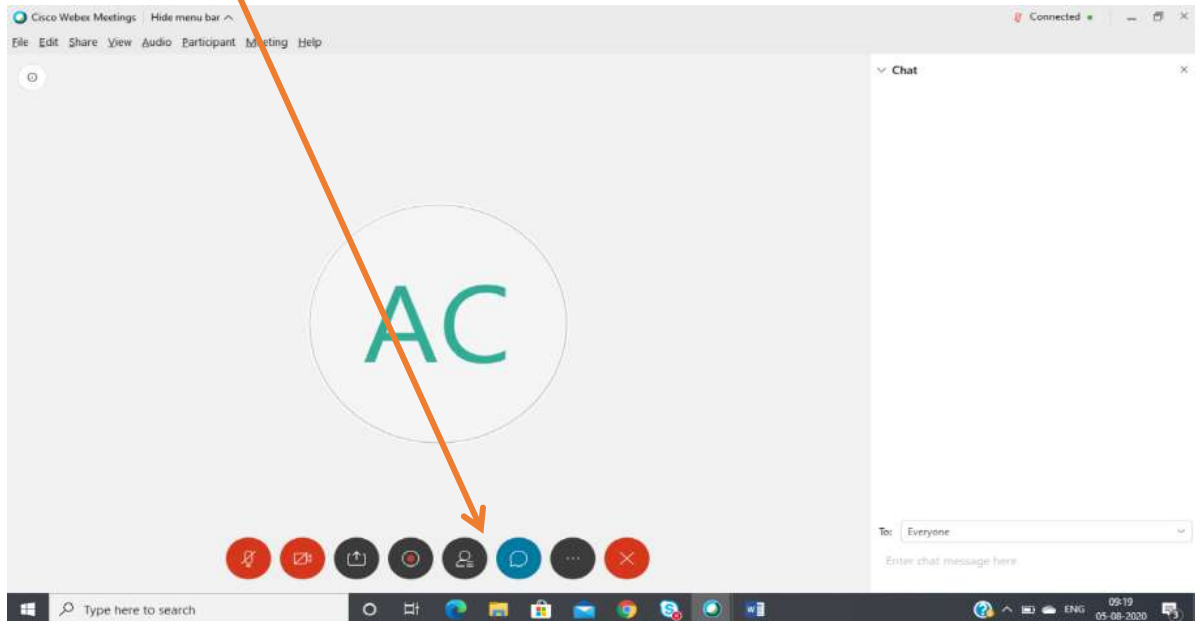 Cisco Webex Meetings Hide menu bar
Connected
File Edit Share View Audio Participant Meeting Help
Chat
AC
To: Everyone
Enter chat message here
Type here to search
ENG
09:19
05-08-2020
3